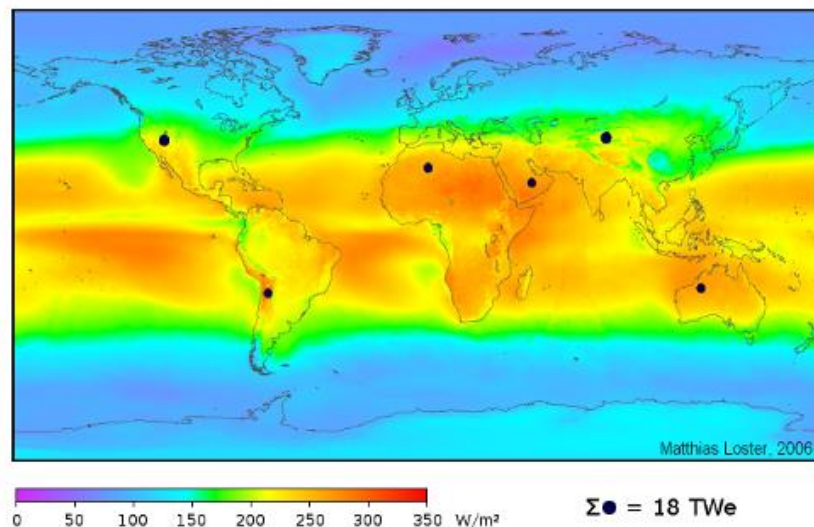 Matthias Loster, 2006
0 50 100 150 200 250 300 350 W/m²
Σ● = 18 TWe